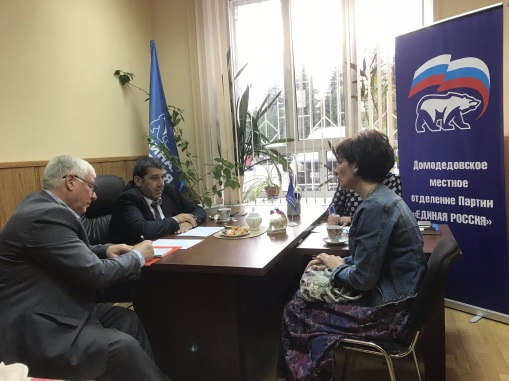 Домодедовское
местное
отделение Партии
«ЕДИНАЯ РОССИЯ»